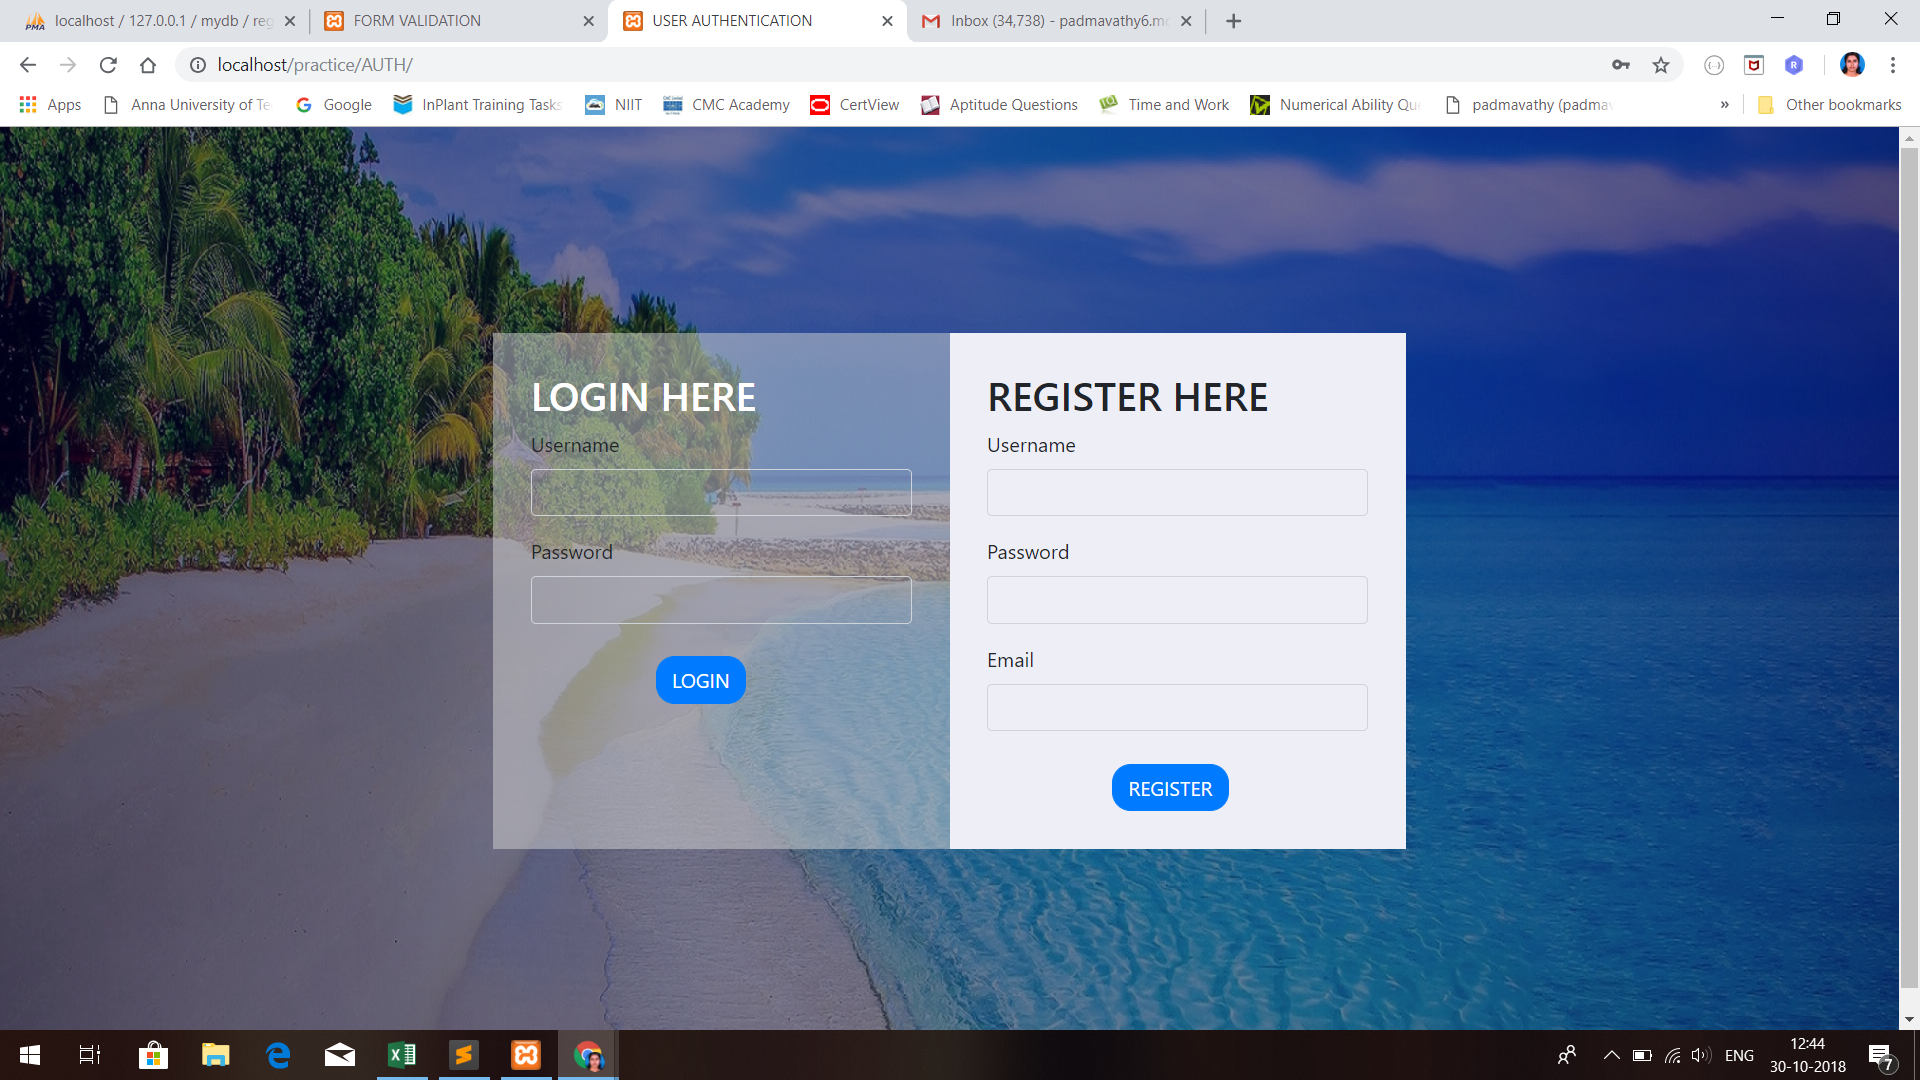 localhost / 127.0.0.1 / mydb / reg
FORM VALIDATION
USER AUTHENTICATION
Inbox (34,738) - padmavathy6.mc
localhost/practice/AUTH/
Apps
Anna University of Te
Google
InPlant Training Tasks
NIIT
CMC Academy
CertView
Aptitude Questions
Time and Work
Numerical Ability Que
padmavathy (padmav
»
Other bookmarks
LOGIN HERE
Username
Password
LOGIN
REGISTER HERE
Username
Password
Email
REGISTER
ENG
12:44
30-10-2018
7